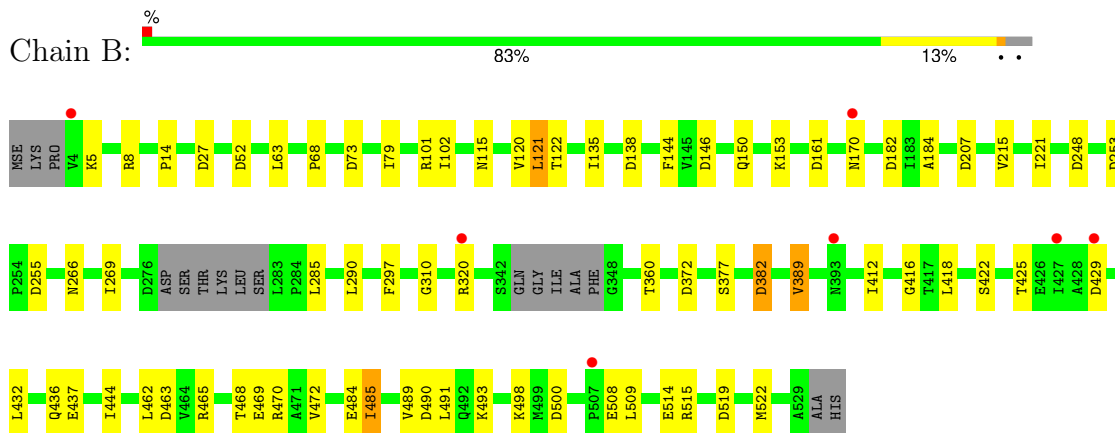 %
Chain B:
83% 13% • •
MSE LYS PRO V4 K5 R8 P14 D27 D52 L63 P68 D73 I79 R101 I102 N115 V120 L121 T122 I135 D138 F144 V145 D146 Q150 K153 D161 N170 D182 I183 A184 D207 V215 I221 D248
P254 D255 N266 I269 D276 ASP SER THR LYS LEU SER L283 P284 L285 L290 F297 G310 R320 S342 GLN GLY ILE ALA PHE G348 T360 D372 S377 D382 V389 N393 I412 G416 T417 L418 S422 T425 E426 I427 A428 D429
L432 Q436 E437 I444 L462 D463 V464 R465 T468 E469 R470 A471 V472 E484 I485 V489 D490 L491 Q492 K493 K498 M499 D500 P507 E508 L509 E514 R515 D519 M522 A529 ALA HIS